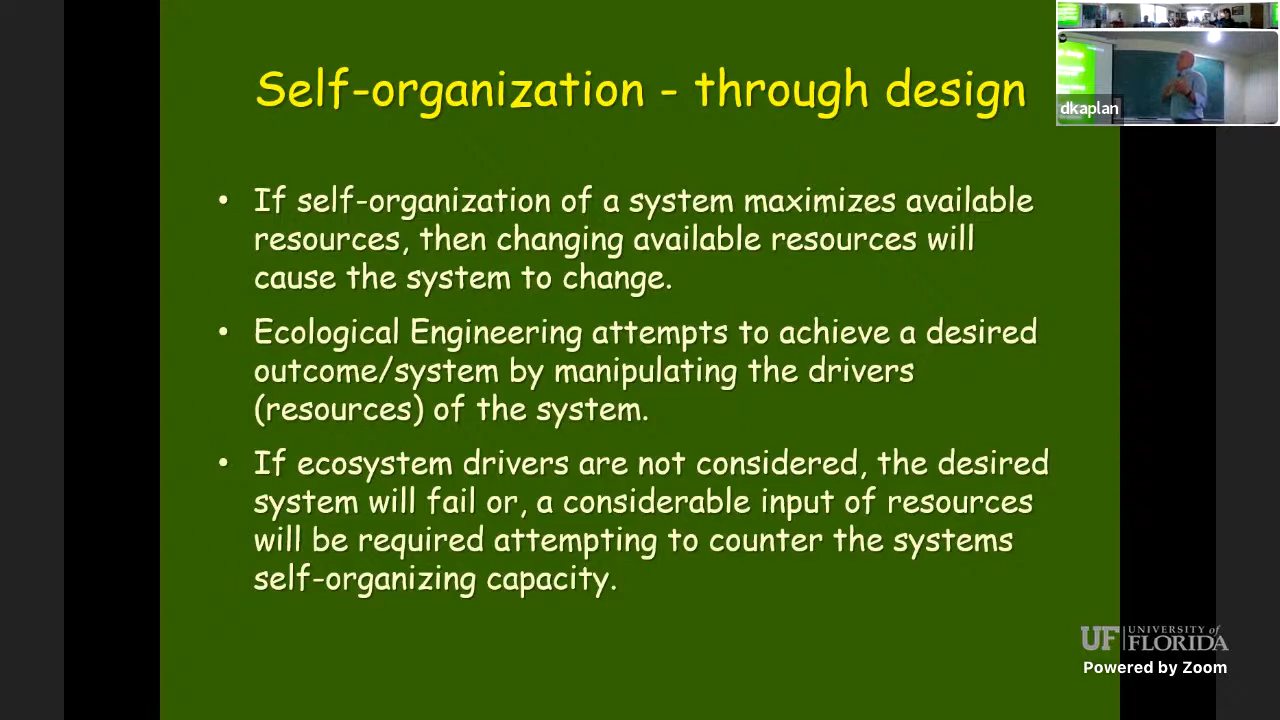 Self-organization - through design
• If self-organization of a system maximizes available
resources, then changing available resources will
cause the system to change.
• Ecological Engineering attempts to achieve a desired
outcome/system by manipulating the drivers
(resources) of the system.
• If ecosystem drivers are not considered, the desired
system will fail or, a considerable input of resources
will be required attempting to counter the systems
self-organizing capacity.
dkaplan
UF UNIVERSITY of
FLORIDA
Powered by Zoom